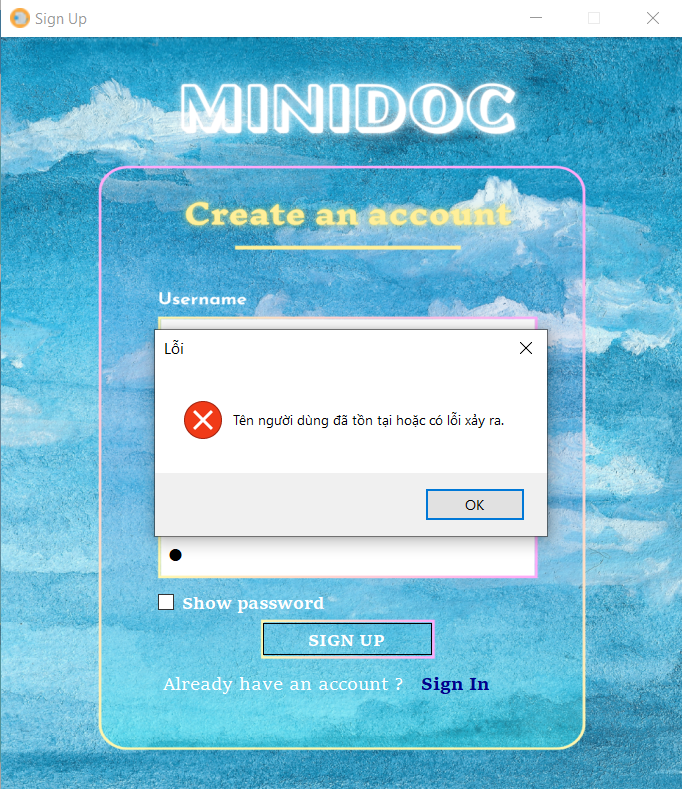 Sign Up
MINIDOC
Create an account
Username
Lỗi
Tên người dùng đã tồn tại hoặc có lỗi xảy ra.
OK
Show password
SIGN UP
Already have an account ? Sign In